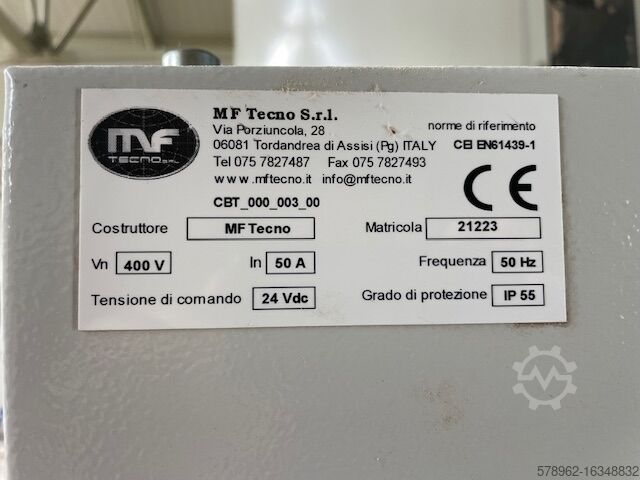 MF
TECNO S.R.L.
MF Tecno S.r.l.
Via Porziuncola, 28
06081 Tordandrea di Assisi (Pg) ITALY
Tel 075 7827487 Fax 075 7827493
www.mftecno.it info@mftecno.it
norme di riferimento
CEI EN61439-1
CE
CBT_000_003_00
Costruttore MF Tecno Matricola 21223
Vn 400 V In 50 A Frequenza 50 Hz
Tensione di comando 24 Vdc Grado di protezione IP 55
578962-16348832